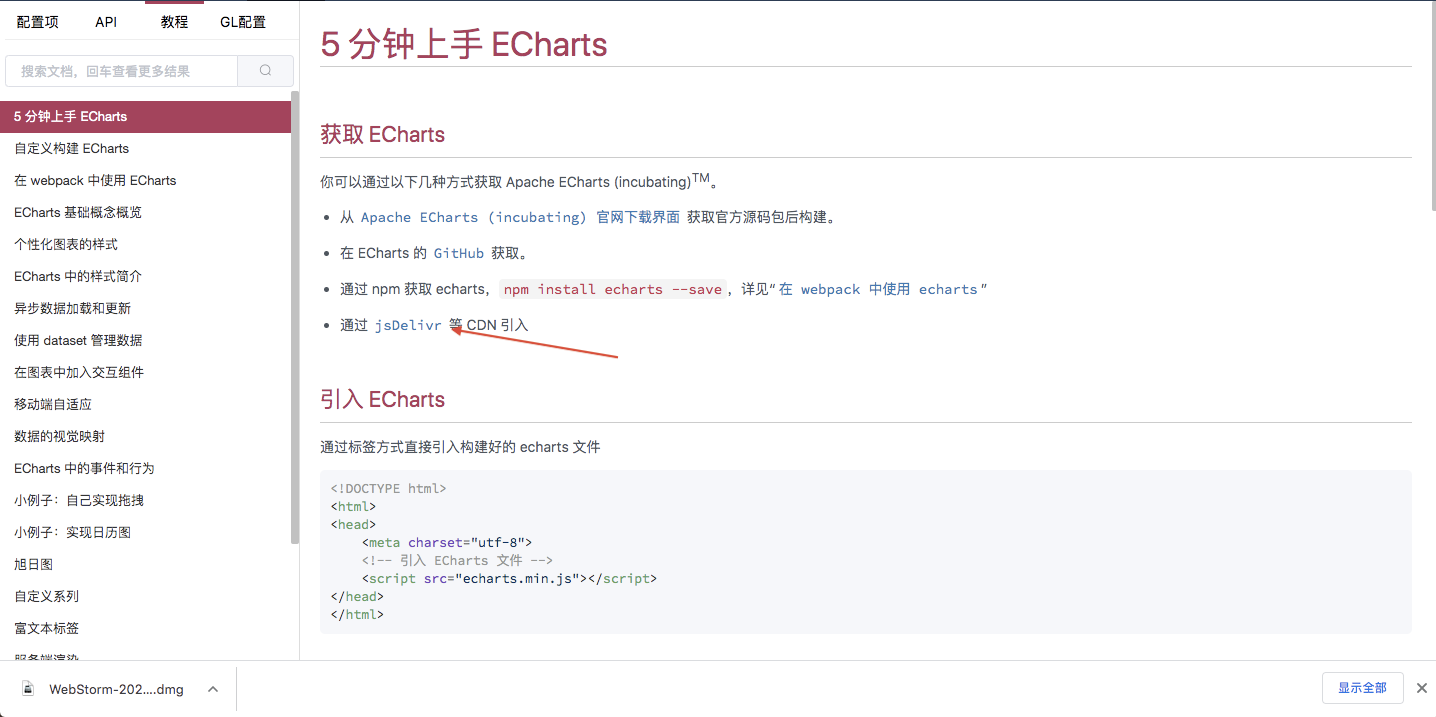 配置项 API 教程 GL配置
搜索文档，回车查看更多结果
5 分钟上手 ECharts
自定义构建 ECharts
在 webpack 中使用 ECharts
ECharts 基础概念概览
个性化图表的样式
ECharts 中的样式简介
异步数据加载和更新
使用 dataset 管理数据
在图表中加入交互组件
移动端自适应
数据的视觉映射
ECharts 中的事件和行为
小例子：自己实现拖拽
小例子：实现日历图
旭日图
自定义系列
富文本标签
服务端渲染
5 分钟上手 ECharts
获取 ECharts
你可以通过以下几种方式获取 Apache ECharts (incubating)TM。
从 Apache ECharts (incubating) 官网下载界面 获取官方源码包后构建。
在 ECharts 的 GitHub 获取。
通过 npm 获取 echarts，npm install echarts --save，详见“在 webpack 中使用 echarts”
通过 jsDelivr 等 CDN 引入
引入 ECharts
通过标签方式直接引入构建好的 echarts 文件
<!DOCTYPE html>
<html>
<head>
    <meta charset="utf-8">
    <!-- 引入 ECharts 文件 -->
    <script src="echarts.min.js"></script>
</head>
</html>
WebStorm-202....dmg
显示全部